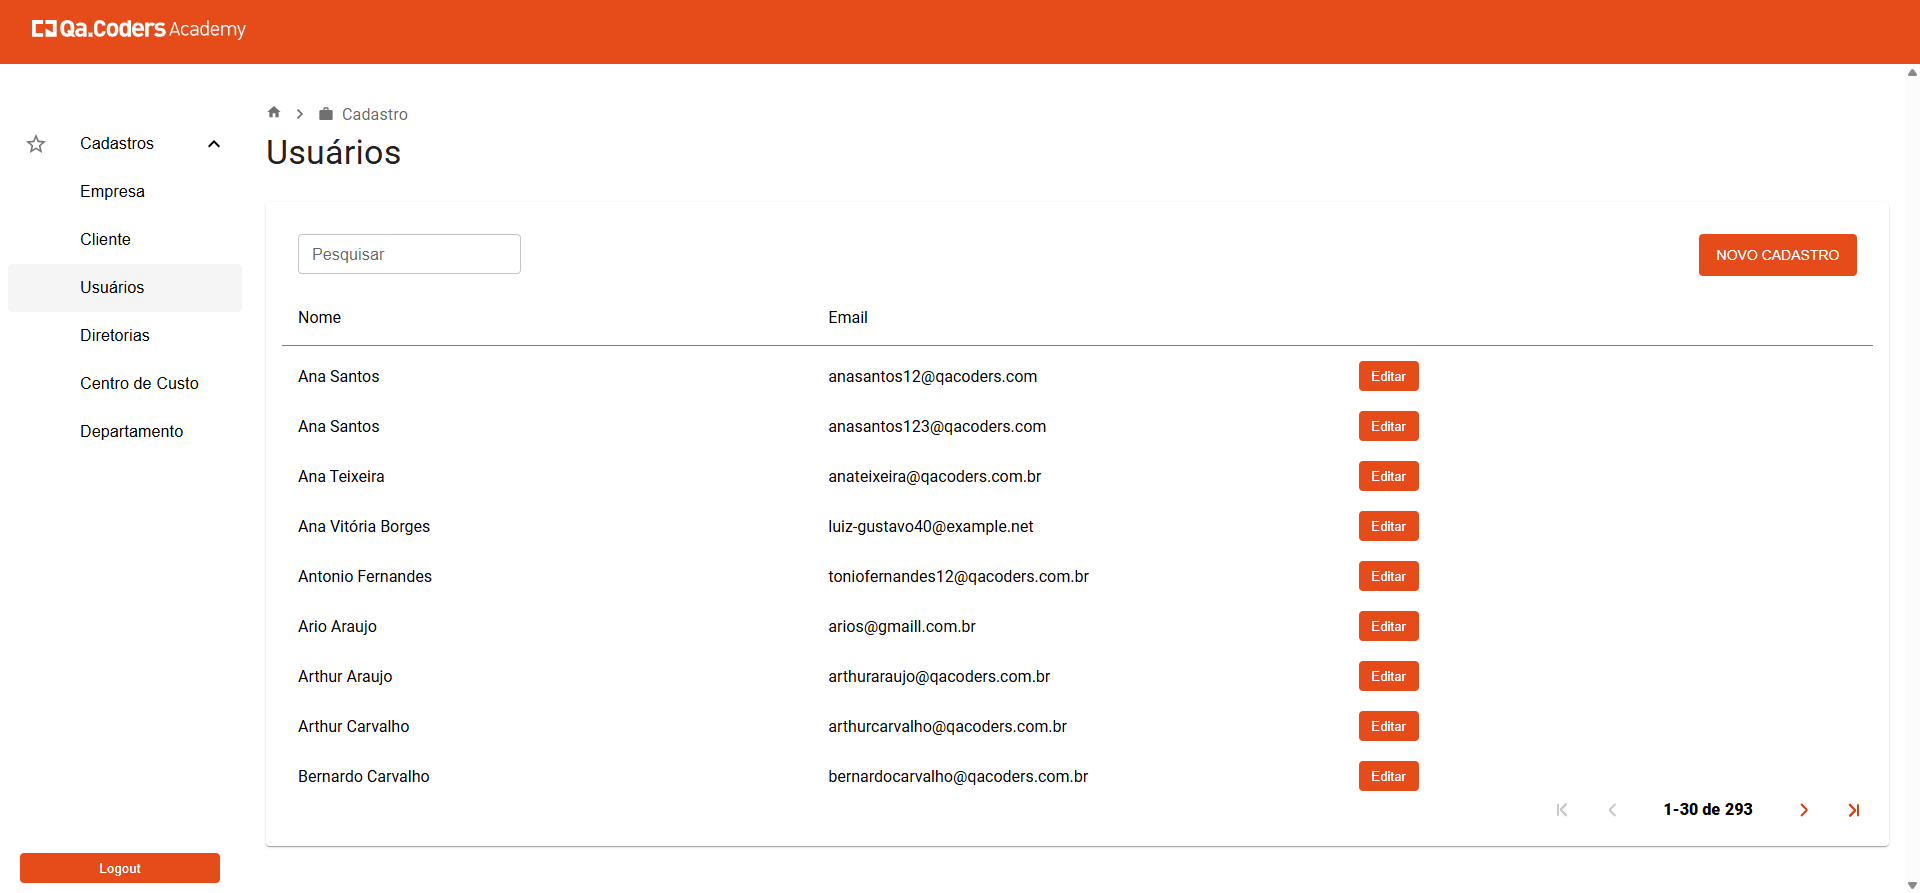 Qa.Coders Academy
Cadastro
Usuários
Cadastros
Empresa
Cliente
Usuários
Diretorias
Centro de Custo
Departamento
Logout
Pesquisar
NOVO CADASTRO
Nome Email
Ana Santos anasantos12@qacoders.com Editar
Ana Santos anasantos123@qacoders.com Editar
Ana Teixeira anateixeira@qacoders.com.br Editar
Ana Vitória Borges luiz-gustavo40@example.net Editar
Antonio Fernandes toniofernandes12@qacoders.com.br Editar
Ario Araujo arios@gmaill.com.br Editar
Arthur Araujo arthuraraujo@qacoders.com.br Editar
Arthur Carvalho arthurcarvalho@qacoders.com.br Editar
Bernardo Carvalho bernardocarvalho@qacoders.com.br Editar
1-30 de 293